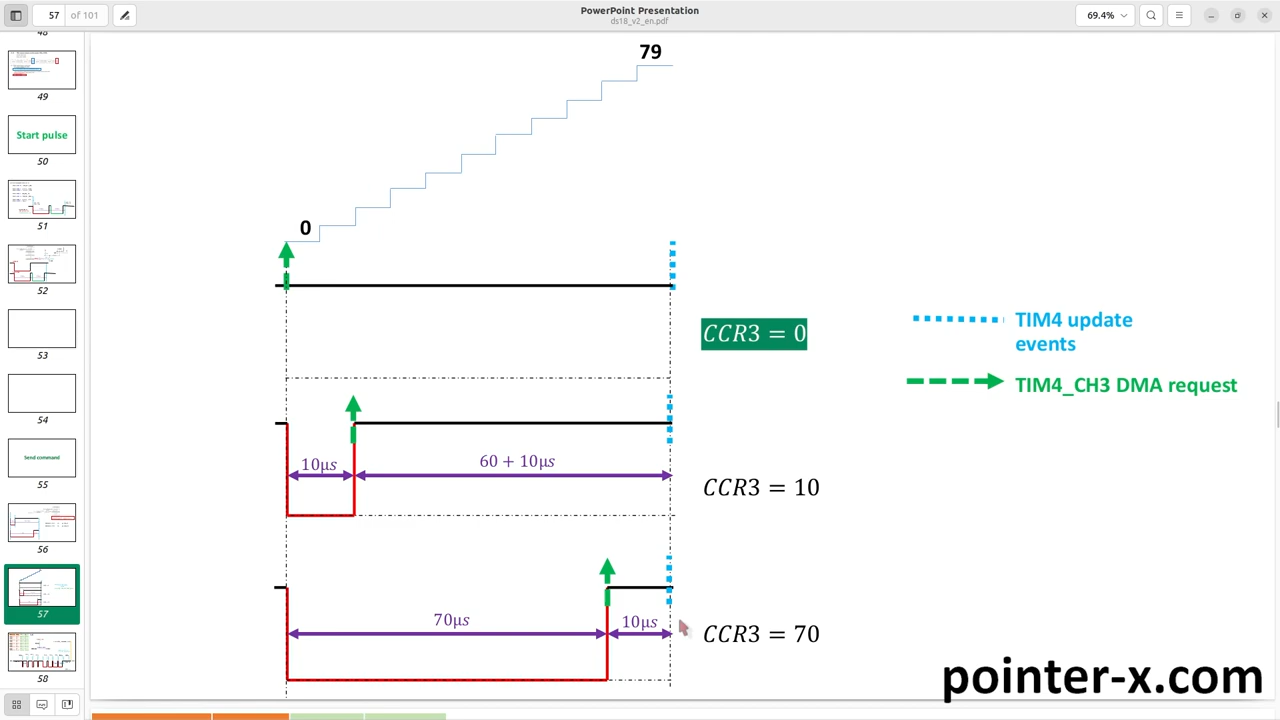 57 of 101
PowerPoint Presentation
ds18_v2_en.pdf
69.4%
48
49
Start pulse
50
51
52
53
54
Send command
55
56
57
58
79
0
CCR3 = 0
TIM4 update
events
TIM4_CH3 DMA request
10μs
60 + 10μs
CCR3 = 10
70μs
10μs
CCR3 = 70
pointer-x.com